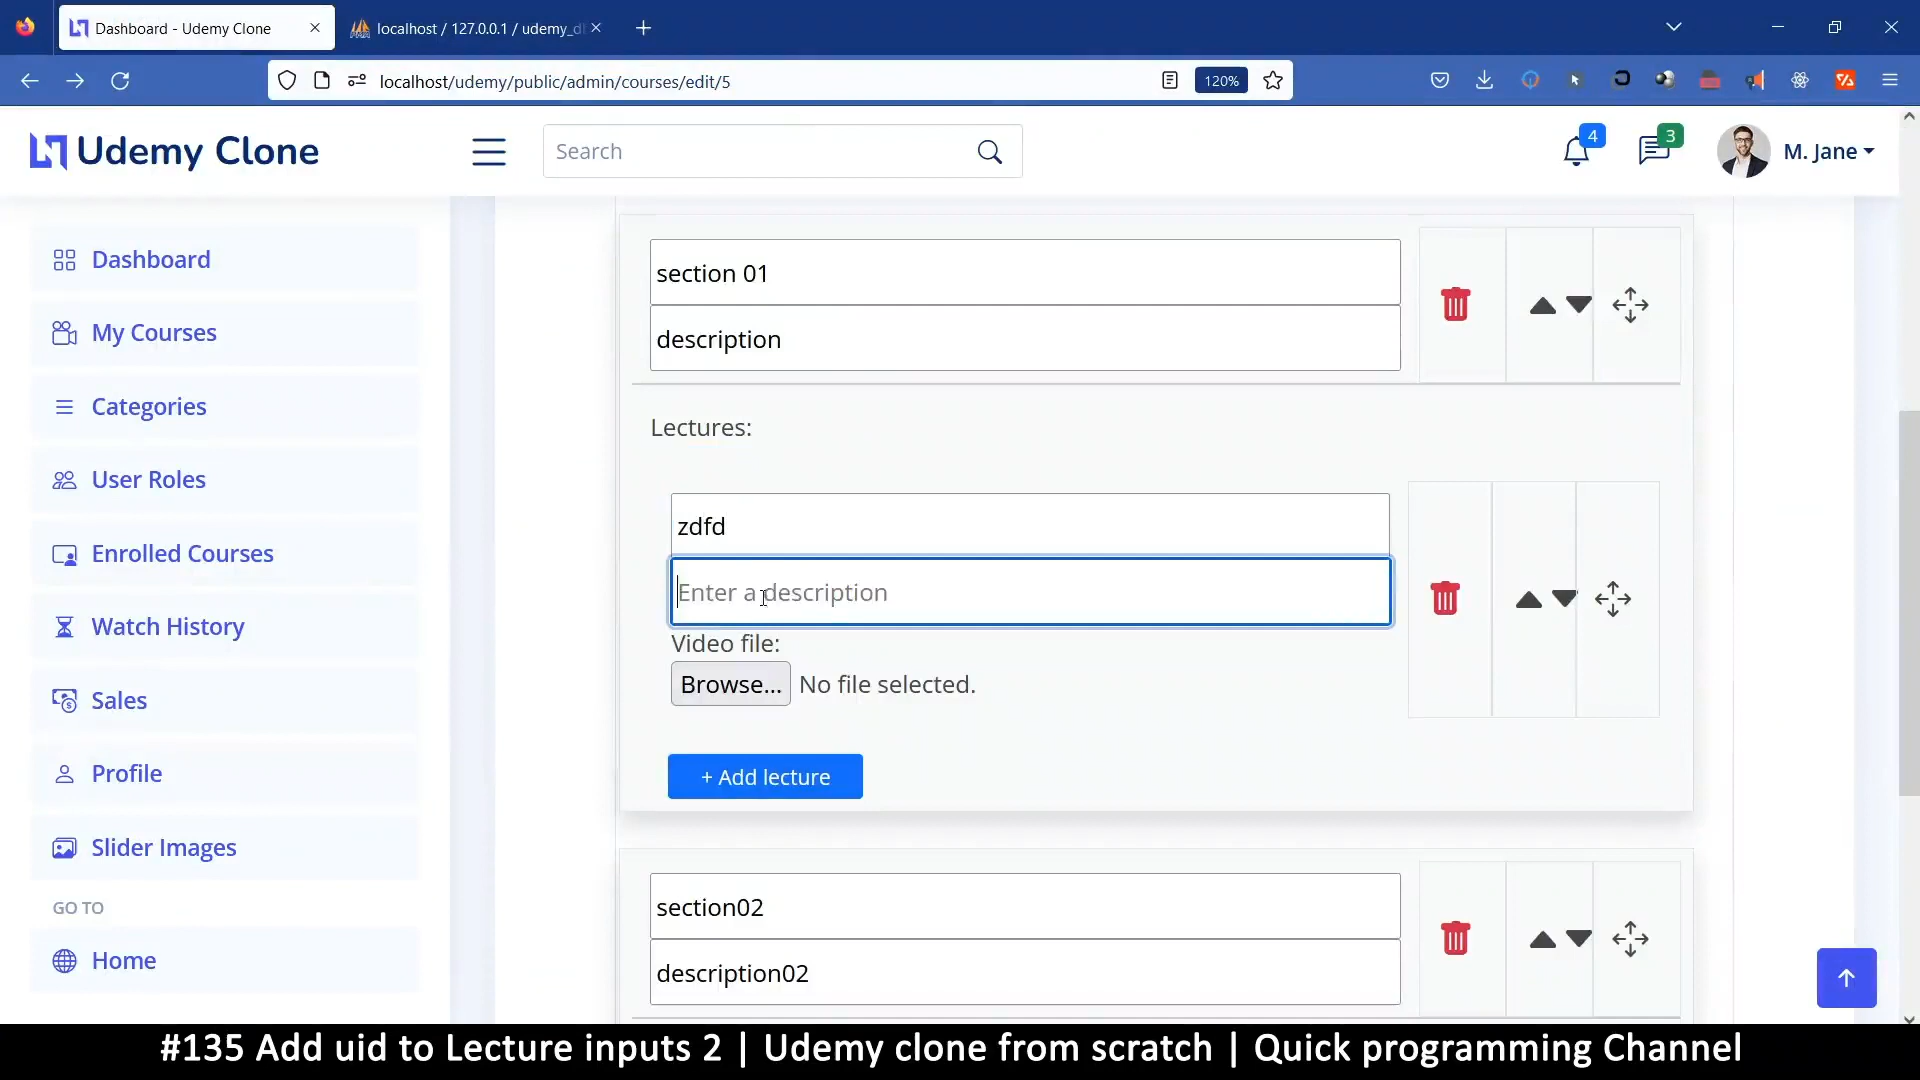 Dashboard - Udemy Clone
localhost / 127.0.0.1 / udemy_d
localhost/udemy/public/admin/courses/edit/5
120%
Udemy Clone
Search
4
3
M. Jane
Dashboard
My Courses
Categories
User Roles
Enrolled Courses
Watch History
Sales
Profile
Slider Images
GO TO
Home
section 01
description
Lectures:
zdfd
Enter a description
Video file:
Browse... No file selected.
+ Add lecture
section02
description02
#135 Add uid to Lecture inputs 2 | Udemy clone from scratch | Quick programming Channel